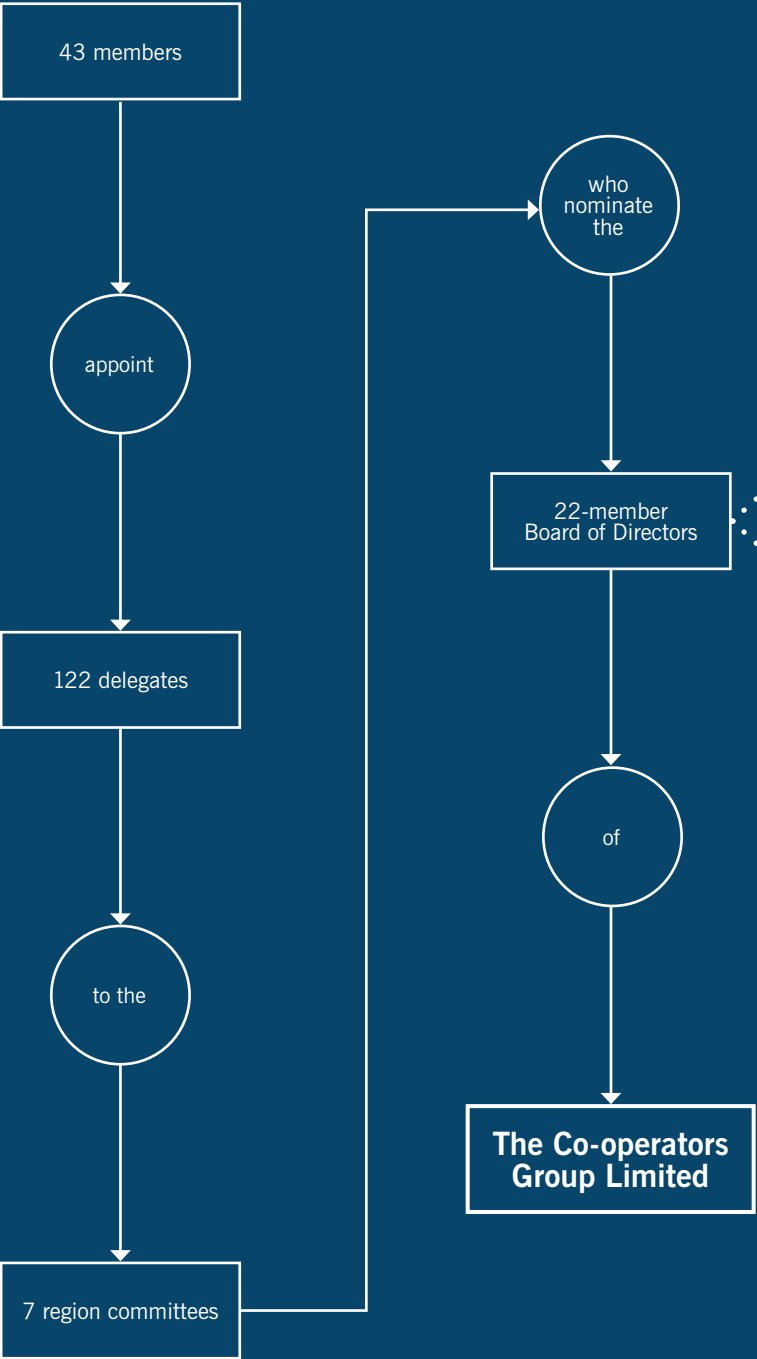 43 members
appoint
122 delegates
to the
7 region committees
who
nominate
the
22-member
Board of Directors
of
The Co-operators
Group Limited